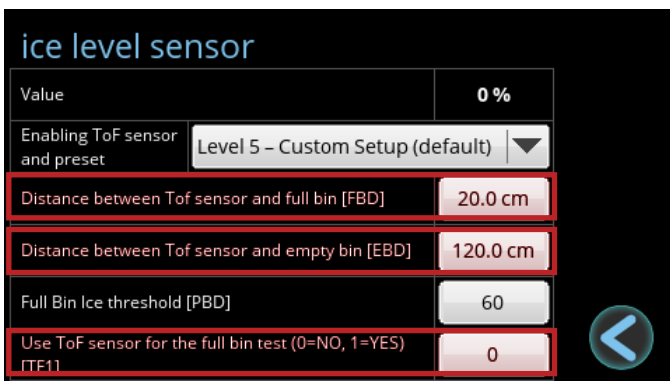 ice level sensor
Value 0 %
Enabling ToF sensor
and preset
Level 5 – Custom Setup (default)
Distance between Tof sensor and full bin [FBD] 20.0 cm
Distance between Tof sensor and empty bin [EBD] 120.0 cm
Full Bin Ice threshold [PBD] 60
Use ToF sensor for the full bin test (0=NO, 1=YES)
[TF1] 0